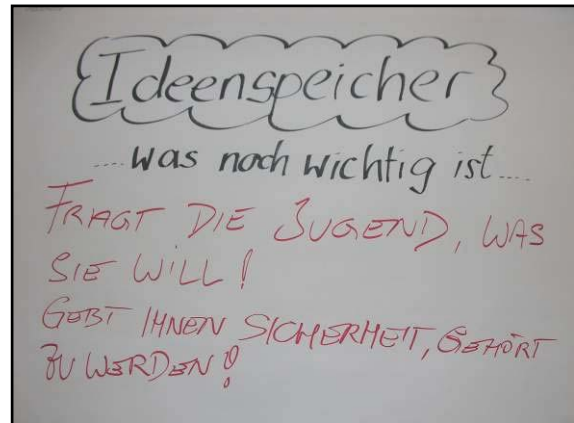 Ideenspeicher
....was noch wichtig ist....
FRAGT DIE JUGEND, WAS
SIE WILL!
GEBT IHNEN SICHERHEIT, GEHÖRT
ZU WERDEN!